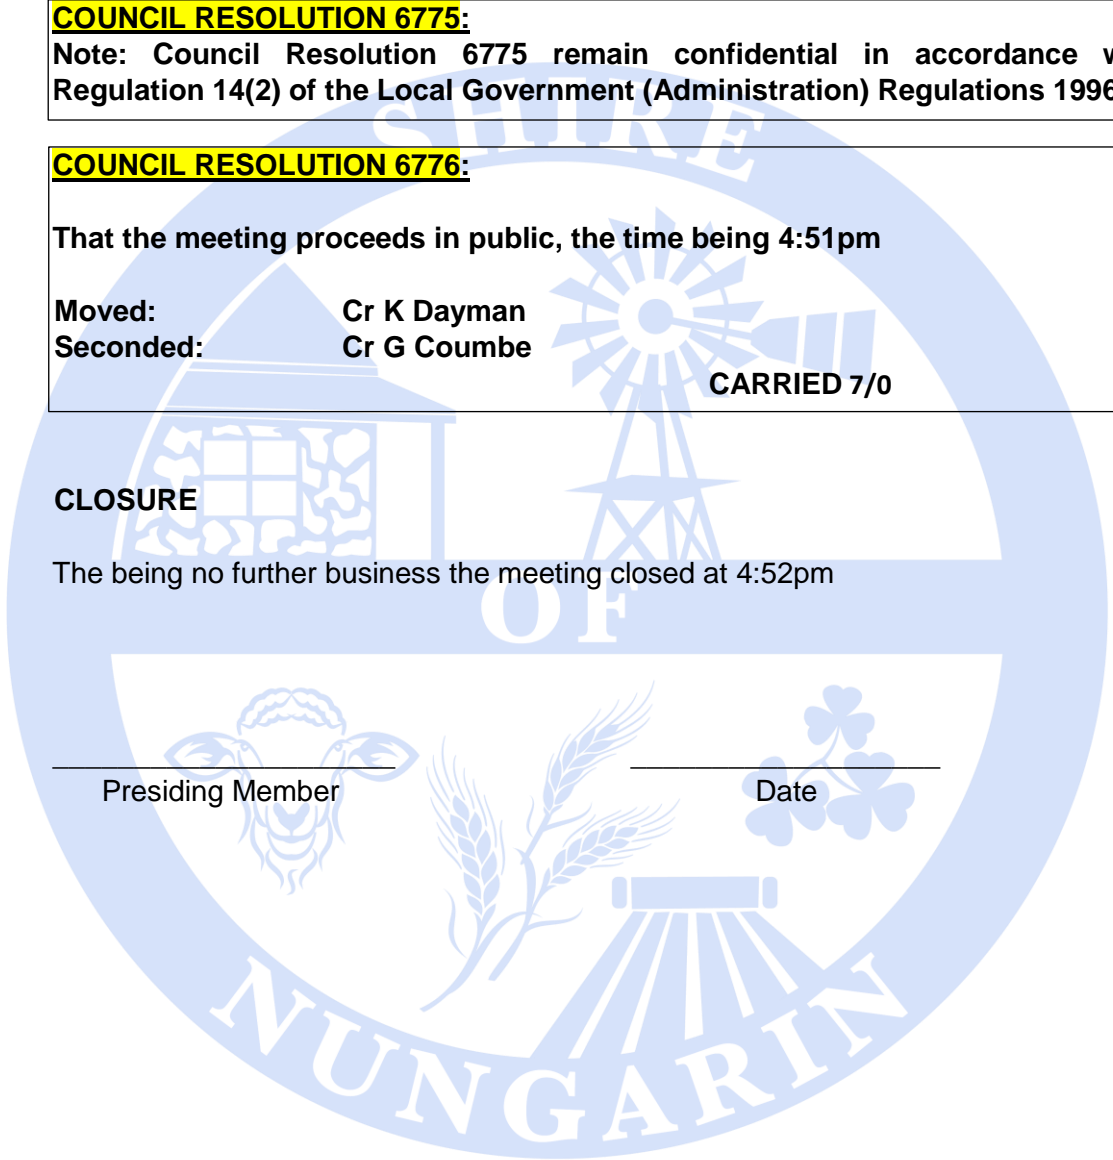 COUNCIL RESOLUTION 6775:
Note: Council Resolution 6775 remain confidential in accordance
Regulation 14(2) of the Local Government (Administration) Regulations 1996
COUNCIL RESOLUTION 6776:
That the meeting proceeds in public, the time being 4:51pm
Moved: Cr K Dayman
Seconded: Cr G Coumbe
CARRIED 7/0
CLOSURE
The being no further business the meeting closed at 4:52pm
Presiding Member Date
SHIRE
OF
NUNGARIN